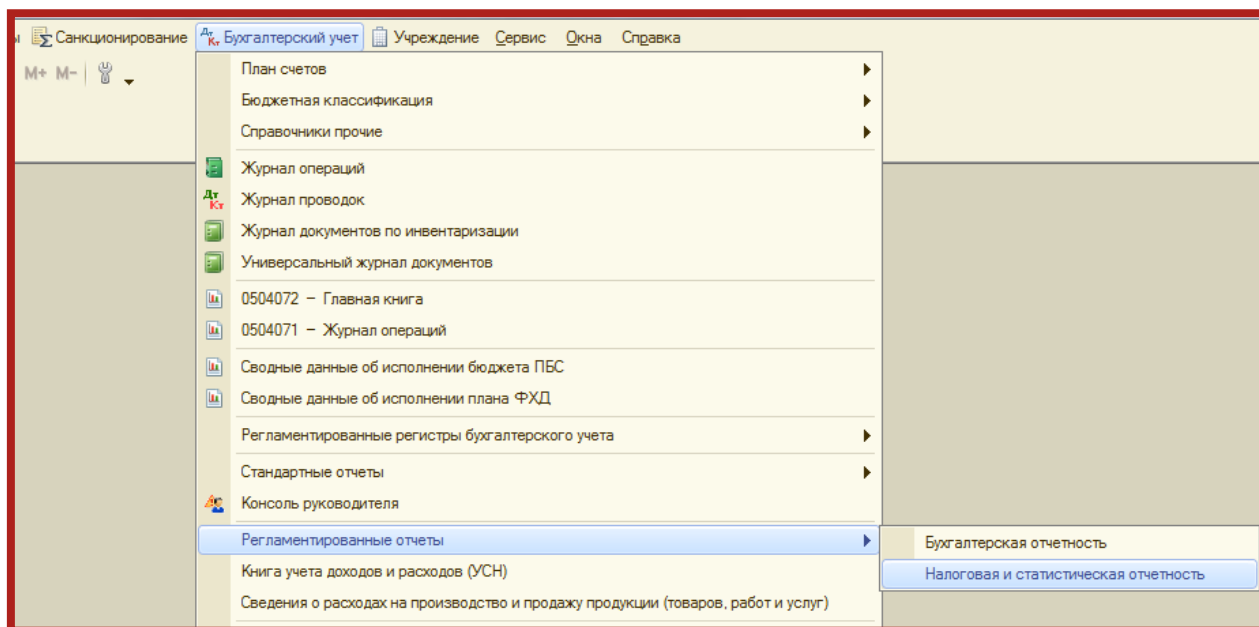 ы Санкционирование Бухгалтерский учет Учреждение Сервис Окна Справка
M+ M-
План счетов
Бюджетная классификация
Справочники прочие
Журнал операций
Дт Кт Журнал проводок
Журнал документов по инвентаризации
Универсальный журнал документов
0504072 – Главная книга
0504071 – Журнал операций
Сводные данные об исполнении бюджета ПБС
Сводные данные об исполнении плана ФХД
Регламентированные регистры бухгалтерского учета
Стандартные отчеты
Консоль руководителя
Регламентированные отчеты
Бухгалтерская отчетность
Налоговая и статистическая отчетность
Книга учета доходов и расходов (УСН)
Сведения о расходах на производство и продажу продукции (товаров, работ и услуг)